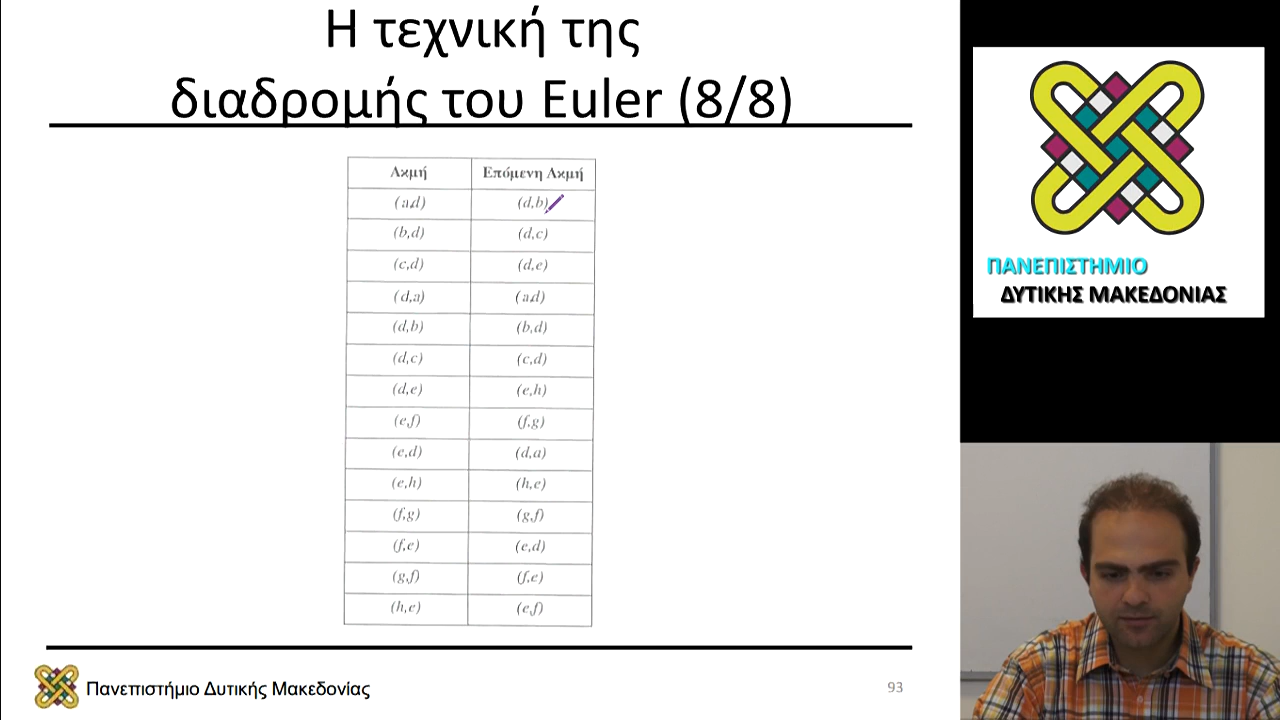 Η τεχνική της
διαδρομής του Euler (8/8)
Ακμή Επόμενη Ακμή
(a,d) (d,b)
(b,d) (d,c)
(c,d) (d,e)
(d,a) (a,d)
(d,b) (b,d)
(d,c) (c,d)
(d,e) (e,h)
(e,f) (f,g)
(e,d) (d,a)
(e,h) (h,e)
(f,g) (g,f)
(f,e) (e,d)
(g,f) (f,e)
(h,e) (e,f)
Πανεπιστήμιο Δυτικής Μακεδονίας
93
ΠΑΝΕΠΙΣΤΗΜΙΟ
ΔΥΤΙΚΗΣ ΜΑΚΕΔΟΝΙΑΣ